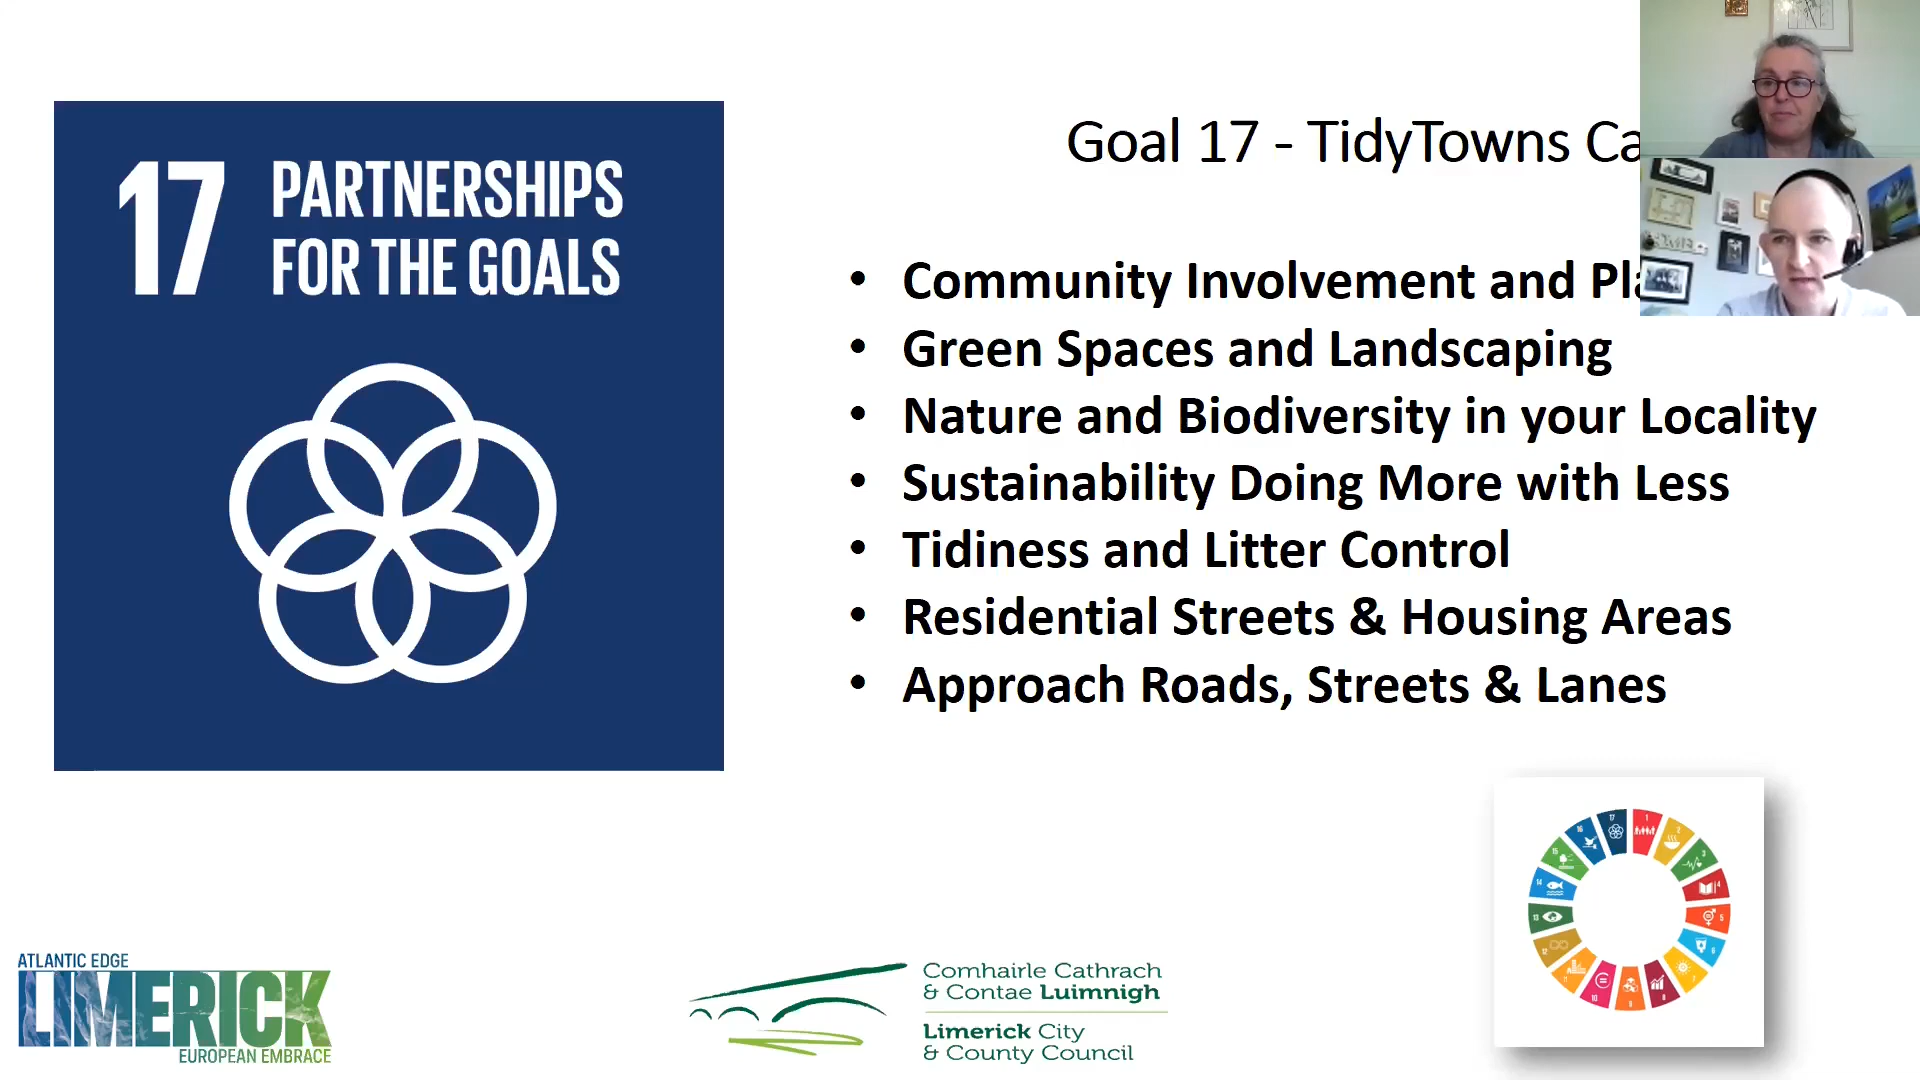 17 PARTNERSHIPS
FOR THE GOALS
Goal 17 - TidyTowns
• Community Involvement and
• Green Spaces and Landscaping
• Nature and Biodiversity in your Locality
• Sustainability Doing More with Less
• Tidiness and Litter Control
• Residential Streets & Housing Areas
• Approach Roads, Streets & Lanes
ATLANTIC EDGE
LIMERICK
EUROPEAN EMBRACE
Comhairle Cathrach
& Contae Luimnigh
Limerick City
& County Council